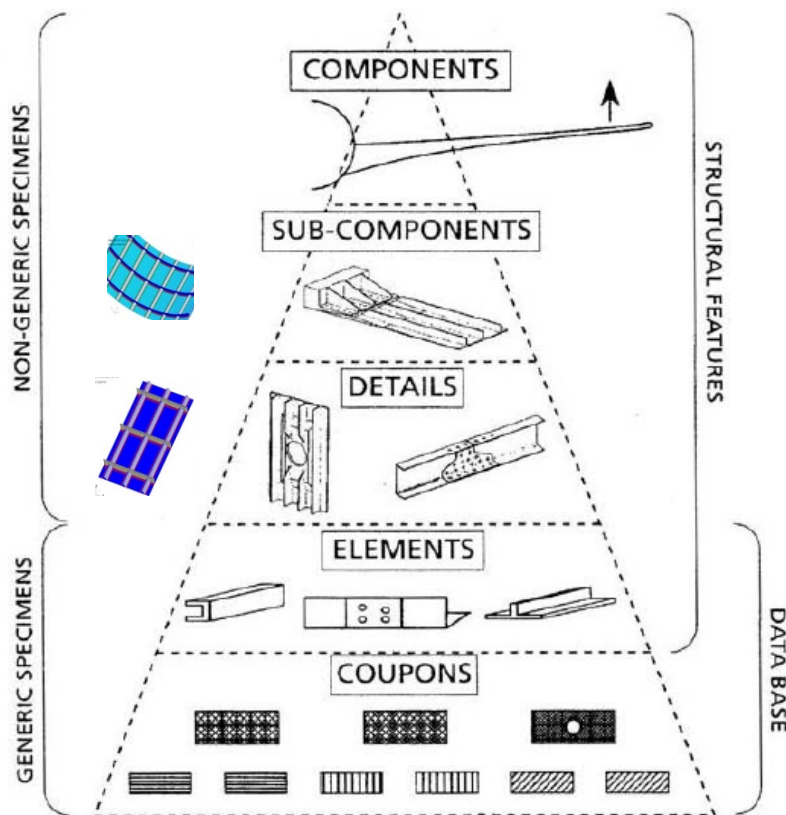 COMPONENTS
NON-GENERIC SPECIMENS
STRUCTURAL FEATURES
SUB-COMPONENTS
DETAILS
ELEMENTS
GENERIC SPECIMENS
DATA BASE
COUPONS